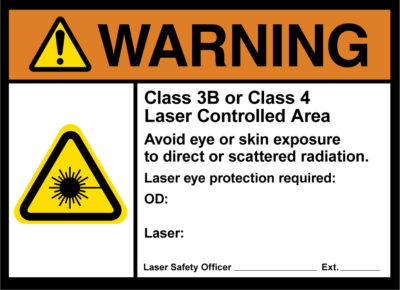 WARNING
Class 3B or Class 4
Laser Controlled Area
Avoid eye or skin exposure
to direct or scattered radiation.
Laser eye protection required:
OD:
Laser:
Laser Safety Officer ________________ Ext. ________